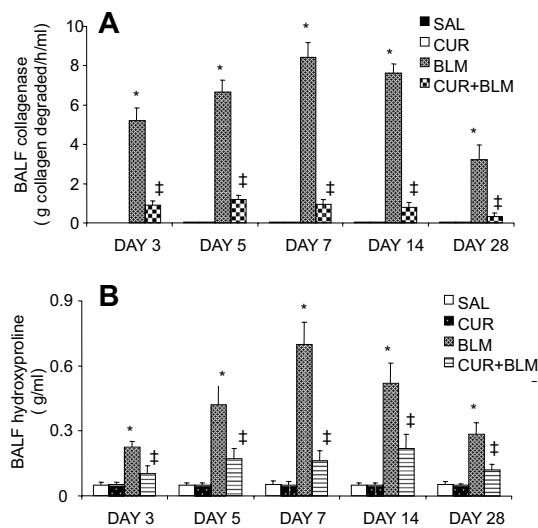 A
BALF collagenase
( g collagen degraded/h/ml)
10
8
6
4
2
0
* * * * *
‡ ‡ ‡ ‡ ‡
SAL
CUR
BLM
CUR+BLM
DAY 3 DAY 5 DAY 7 DAY 14 DAY 28
B
BALF hydroxyproline
( g/ml)
0.9
0.6
0.3
0
* * * * *
‡ ‡ ‡ ‡ ‡
SAL
CUR
BLM
CUR+BLM
DAY 3 DAY 5 DAY 7 DAY 14 DAY 28